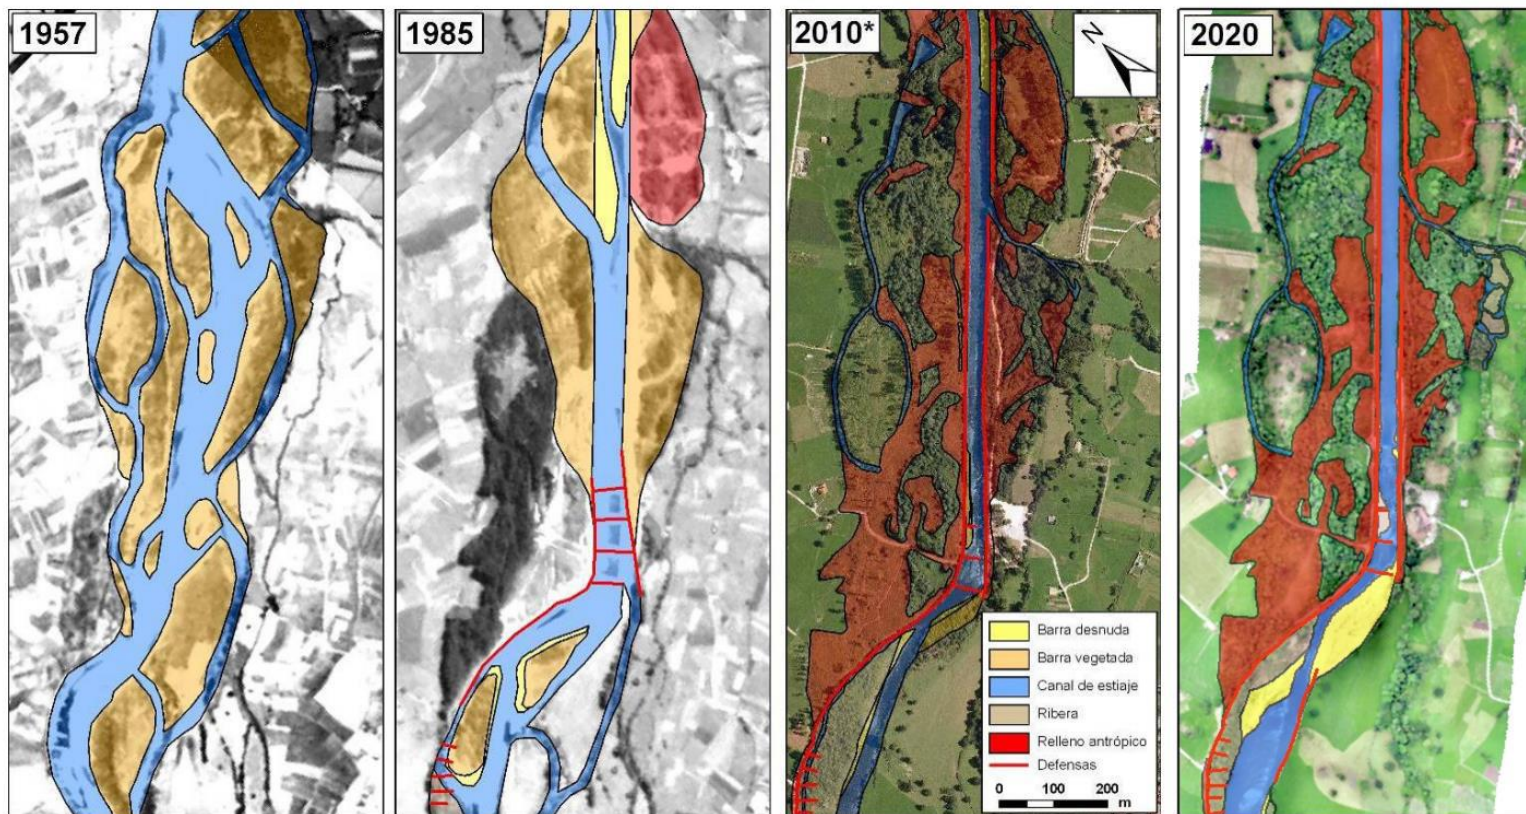 1957
1985
2010*
N
2020
Barra desnuda
Barra vegetada
Canal de estiaje
Ribera
Relleno antrópico
Defensas
0 100 200
m